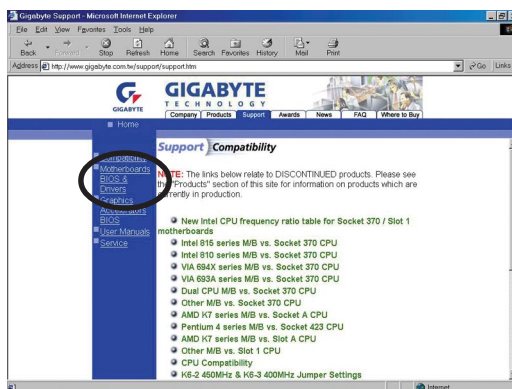 Gigabyte Support - Microsoft Internet Explorer
File Edit View Favorites Tools Help
Back Forward Stop Refresh Home Search Favorites History Mail Print
Address http://www.gigabyte.com.tw/support/support.htm Go Links
GIGABYTE
GIGABYTE
TECHNOLOGY
Company Products Support Awards News FAQ Where to Buy
Home
Support Compatibility
Compatibility
Motherboards
BIOS &
Drivers
Graphics
Accelerators
BIOS
User Manuals
Service
NOTE: The links below relate to DISCONTINUED products. Please see
the "Products" section of this site for information on products which are
currently in production.
New Intel CPU frequency ratio table for Socket 370 / Slot 1
motherboards
Intel 815 series M/B vs. Socket 370 CPU
Intel 810 series M/B vs. Socket 370 CPU
VIA 694X series M/B vs. Socket 370 CPU
VIA 693A series M/B vs. Socket 370 CPU
Dual CPU M/B vs. Socket 370 CPU
Other M/B vs. Socket 370 CPU
AMD K7 series M/B vs. Socket A CPU
Pentium 4 series M/B vs. Socket 423 CPU
AMD K7 series M/B vs. Slot A CPU
Other M/B vs. Slot 1 CPU
CPU Compatibility
K6-2 450MHz & K6-3 400MHz Jumper Settings
Internet